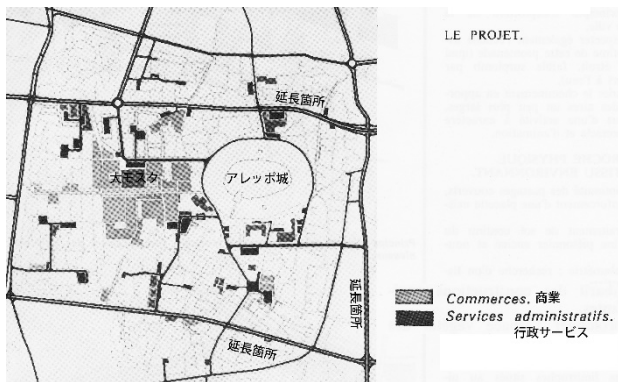 LE PROJET.
延長箇所
大モスク
アレッポ城
延長箇所
延長箇所
Commerces. 商業
Services administratifs.
行政サービス